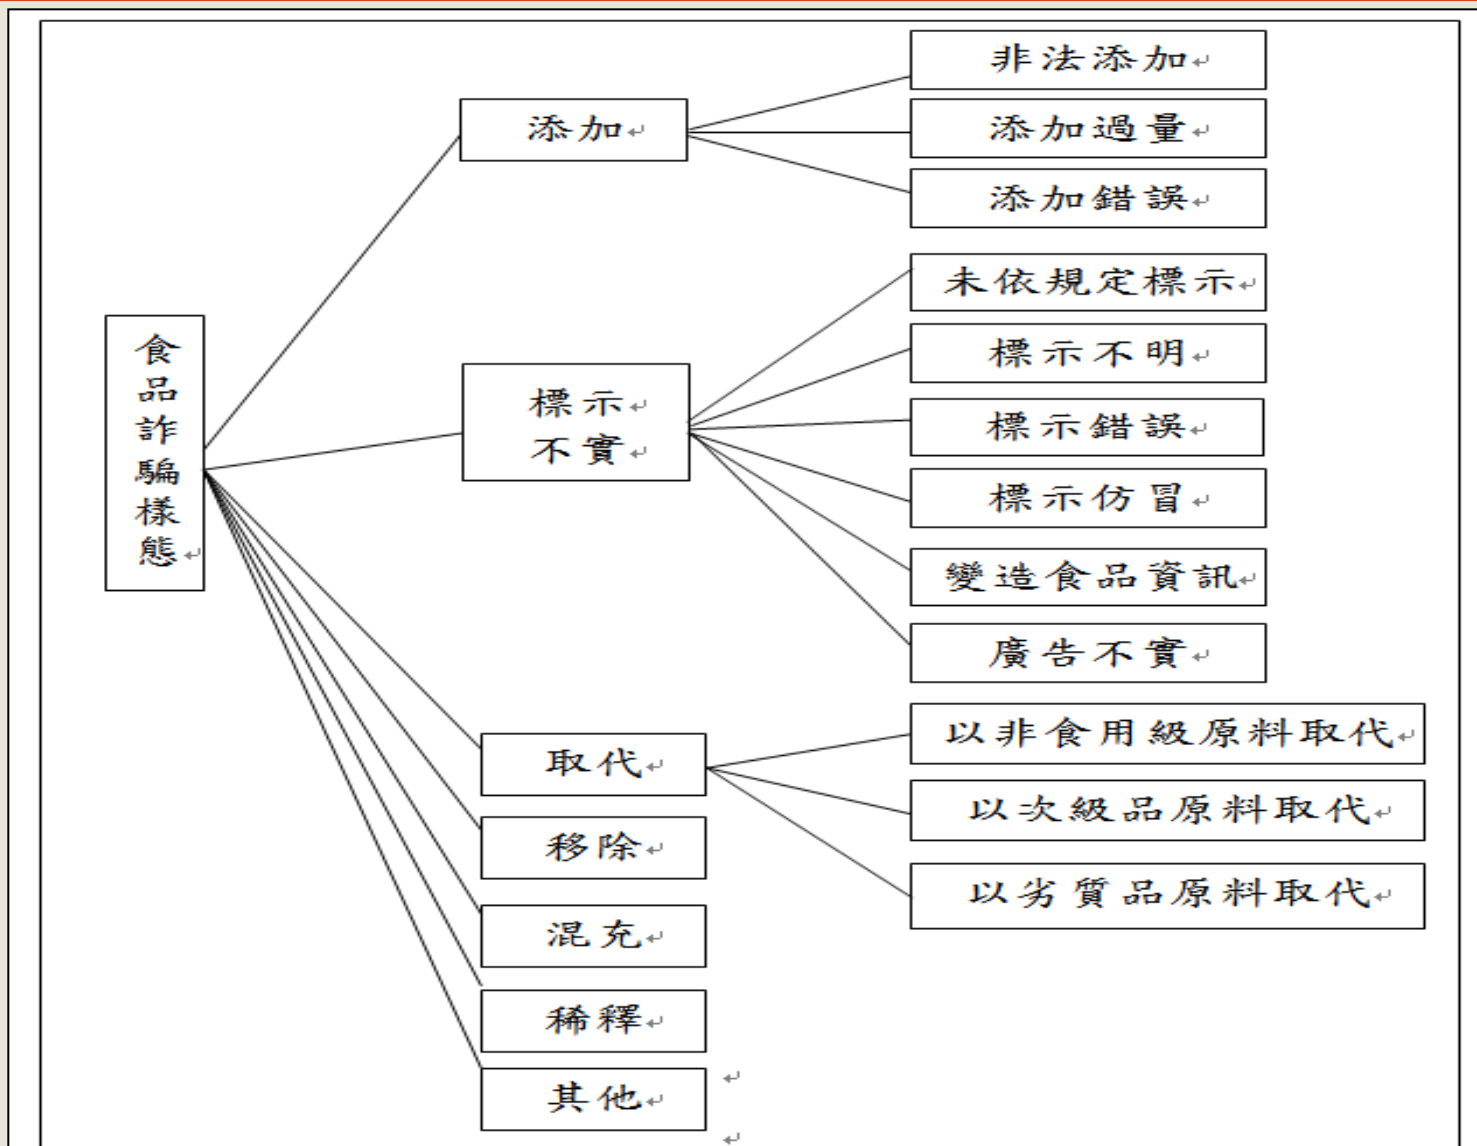 食品詐騙樣態
添加
非法添加
添加過量
添加錯誤
標示
不實
未依規定標示
標示不明
標示錯誤
標示仿冒
變造食品資訊
廣告不實
取代
以非食用級原料取代
以次級品原料取代
以劣質品原料取代
移除
混充
稀釋
其他